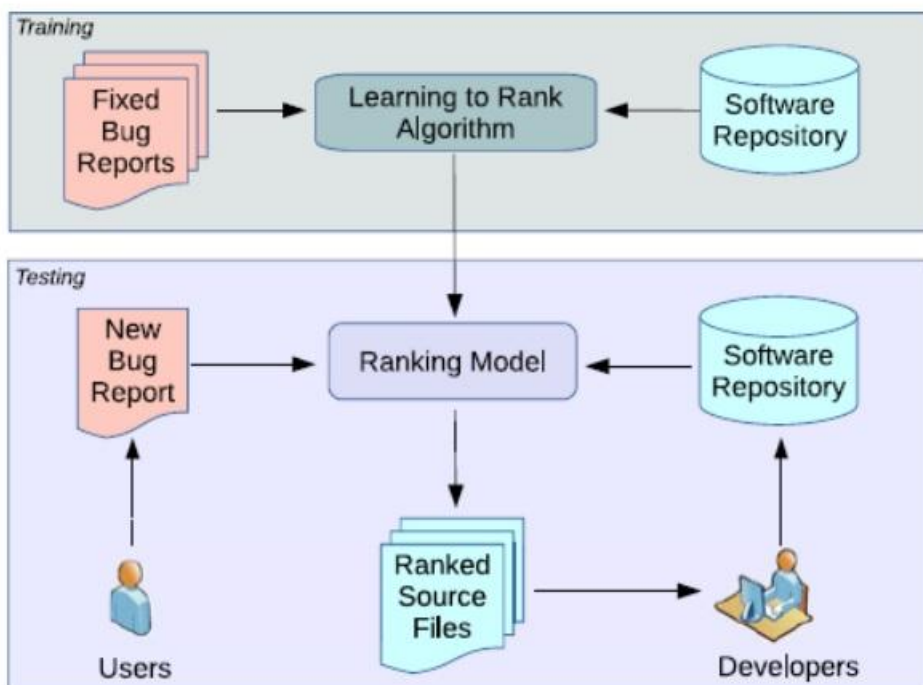 Training
Fixed
Bug
Reports
Learning to Rank
Algorithm
Software
Repository
Testing
New
Bug
Report
Ranking Model
Software
Repository
Users
Ranked
Source
Files
Developers